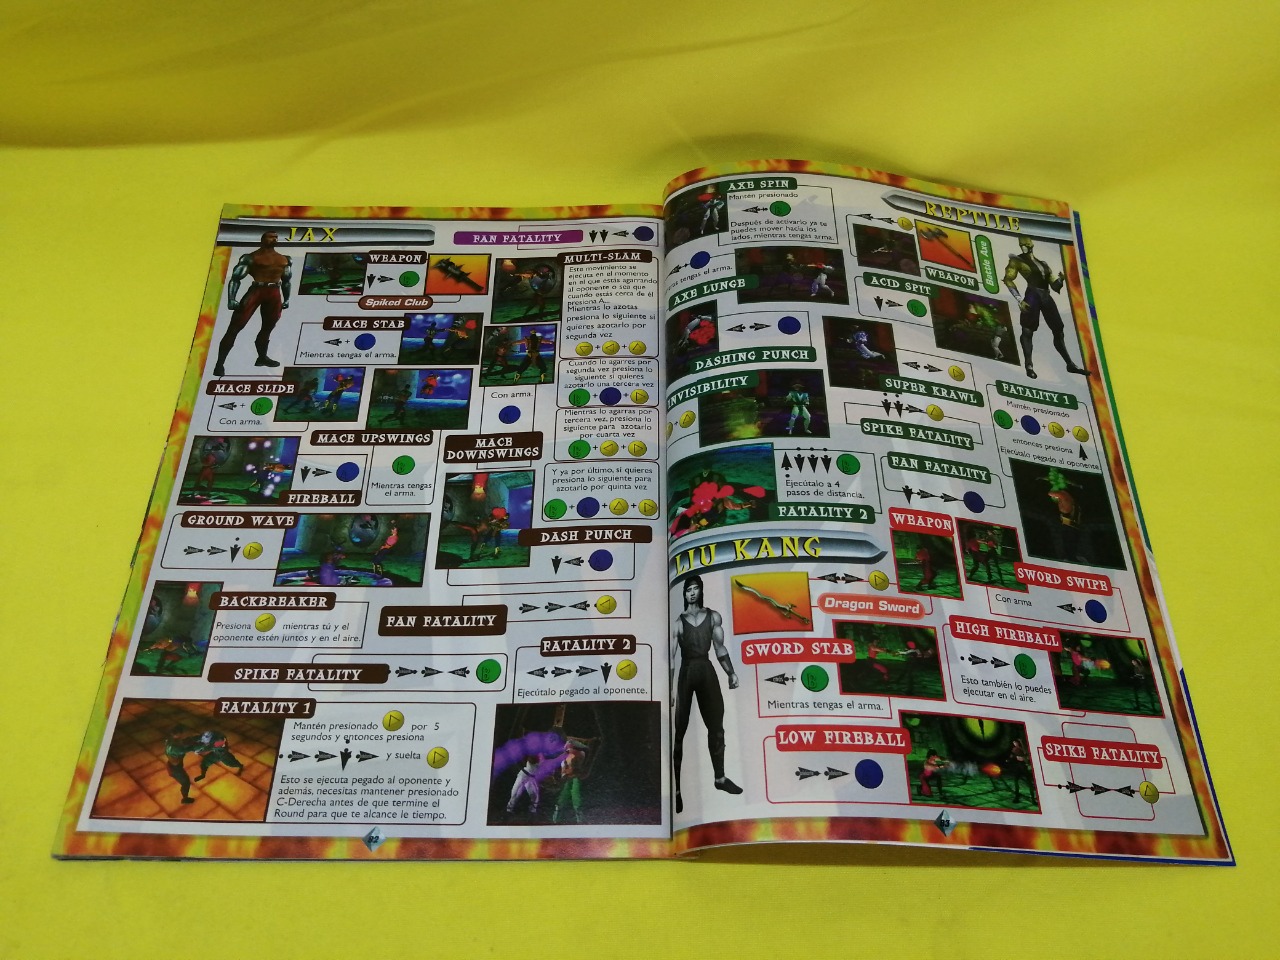 JAX
FAN FATALITY
WEAPON
Spiked Club
MULTI-SLAM
Este movimiento se
ejecuta en el momento
en el que estás agarrando
al oponente o sea que
cuando estás cerca de él
presiona A...
Mientras lo azotas
presiona lo siguiente si
quieres azotarlo por
segunda vez
MACE STAB
Mientras tengas el arma.
Cuando lo agarres por
segunda vez presiona lo
siguiente si quieres
azotarlo una tercera vez
MACE SLIDE
Con arma.
Con arma.
Mientras lo agarras por
tercera vez, presiona lo
siguiente para azotarlo
por cuarta vez
MACE UPSWINGS
Mientras tengas
el arma.
MACE
DOWNSWINGS
FIREBALL
Y ya por último, si quieres
presiona lo siguiente para
azotarlo por quinta vez
GROUND WAVE
DASH PUNCH
BACKBREAKER
Presiona mientras tú y el
oponente estén juntos y en el aire.
FAN FATALITY
SPIKE FATALITY
FATALITY 2
Ejecútalo pegado al oponente.
FATALITY 1
Mantén presionado por 5
segundos y entonces presiona
y suelta
Esto se ejecuta pegado al oponente y
además, necesitas mantener presionado
C-Derecha antes de que termine el
Round para que te alcance le tiempo.
92
AXE SPIN
Mantén presionado
Después de activarlo ya te
puedes mover hacia los
lados, mientras tengas arma.
REPTILE
WEAPON
Battle Axe
tengas el arma.
AXE LUNGE
ACID SPIT
DASHING PUNCH
SUPER KRAWL
INVISIBILITY
SPIKE FATALITY
FATALITY 1
Mantén presionado
entonces presiona
Ejecútalo pegado al oponente
Ejecútalo a 4
pasos de distancia.
FATALITY 2
FAN FATALITY
LIU KANG
WEAPON
Dragon Sword
SWORD SWIPE
Con arma
SWORD STAB
Mientras tengas el arma.
HIGH FIREBALL
Esto también lo puedes
ejecutar en el aire.
LOW FIREBALL
SPIKE FATALITY
93